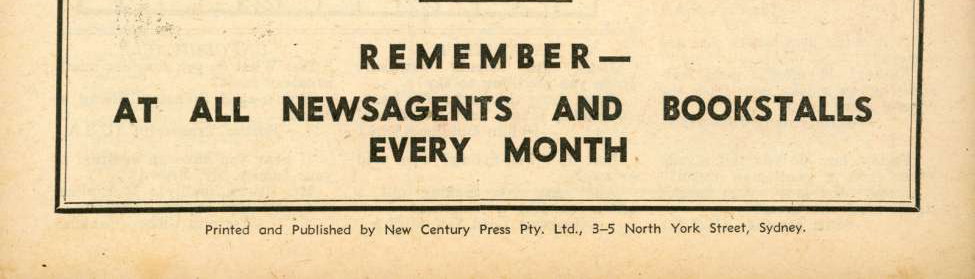 REMEMBER—
AT ALL NEWSAGENTS AND BOOKSTALLS
EVERY MONTH
Printed and Published by New Century Press Pty. Ltd., 3–5 North York Street, Sydney.